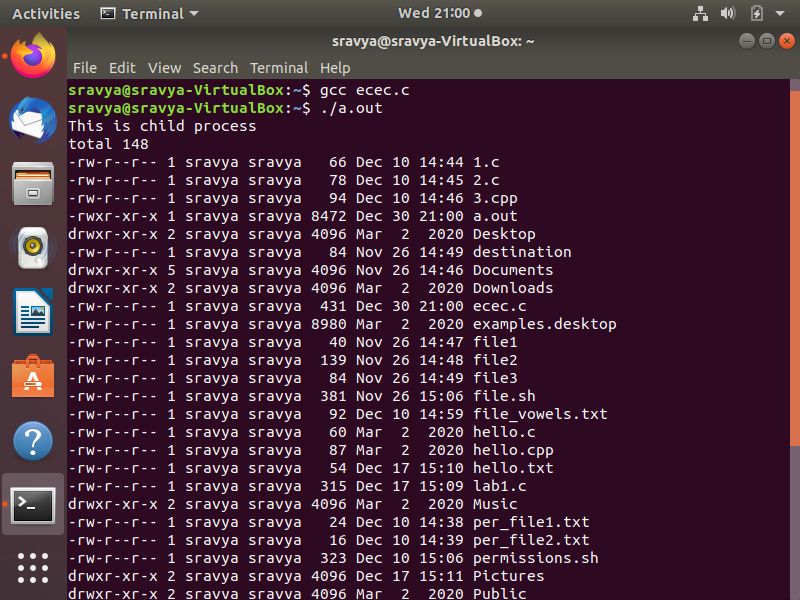 Activities Terminal Wed 21:00
sravya@sravya-VirtualBox: ~
File Edit View Search Terminal Help
sravya@sravya-VirtualBox:~$ gcc ecec.c
sravya@sravya-VirtualBox:~$ ./a.out
This is child process
total 148
-rw-r--r-- 1 sravya sravya   66 Dec 10 14:44 1.c
-rw-r--r-- 1 sravya sravya   78 Dec 10 14:45 2.c
-rw-r--r-- 1 sravya sravya   94 Dec 10 14:46 3.cpp
-rwxr-xr-x 1 sravya sravya 8472 Dec 30 21:00 a.out
drwxr-xr-x 2 sravya sravya 4096 Mar  2  2020 Desktop
-rw-r--r-- 1 sravya sravya   84 Nov 26 14:49 destination
drwxr-xr-x 5 sravya sravya 4096 Nov 26 14:46 Documents
drwxr-xr-x 2 sravya sravya 4096 Mar  2  2020 Downloads
-rw-r--r-- 1 sravya sravya  431 Dec 30 21:00 ecec.c
-rw-r--r-- 1 sravya sravya 8980 Mar  2  2020 examples.desktop
-rw-r--r-- 1 sravya sravya   40 Nov 26 14:47 file1
-rw-r--r-- 1 sravya sravya  139 Nov 26 14:48 file2
-rw-r--r-- 1 sravya sravya   84 Nov 26 14:49 file3
-rw-r--r-- 1 sravya sravya  381 Nov 26 15:06 file.sh
-rw-r--r-- 1 sravya sravya   92 Dec 10 14:59 file_vowels.txt
-rw-r--r-- 1 sravya sravya   60 Mar  2  2020 hello.c
-rw-r--r-- 1 sravya sravya   87 Mar  2  2020 hello.cpp
-rw-r--r-- 1 sravya sravya   54 Dec 17 15:10 hello.txt
-rw-r--r-- 1 sravya sravya  315 Dec 17 15:09 lab1.c
drwxr-xr-x 2 sravya sravya 4096 Mar  2  2020 Music
-rw-r--r-- 1 sravya sravya   24 Dec 10 14:38 per_file1.txt
-rw-r--r-- 1 sravya sravya   16 Dec 10 14:39 per_file2.txt
-rw-r--r-- 1 sravya sravya  323 Dec 10 15:06 permissions.sh
drwxr-xr-x 2 sravya sravya 4096 Dec 17 15:11 Pictures
drwxr-xr-x 2 sravya sravya 4096 Mar  2  2020 Public